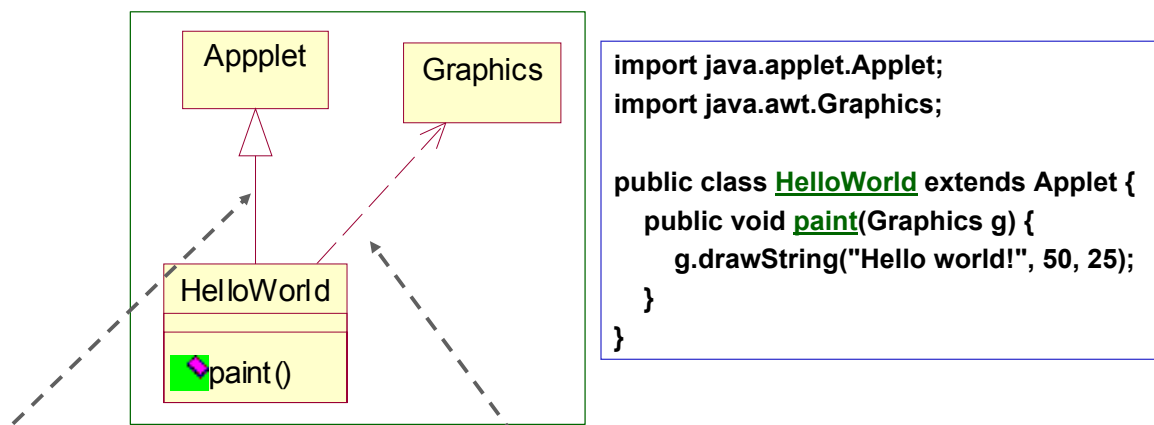 Appplet
Graphics
HelloWorld
paint()
import java.applet.Applet;
import java.awt.Graphics;
public class HelloWorld extends Applet {
public void paint(Graphics g) {
g.drawString("Hello world!", 50, 25);
}
}